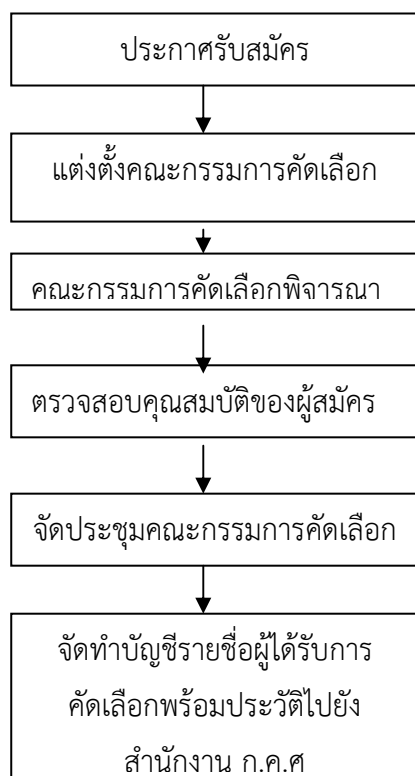 ประกาศรับสมัคร
แต่งตั้งคณะกรรมการคัดเลือก
คณะกรรมการคัดเลือกพิจารณา
ตรวจสอบคุณสมบัติของผู้สมัคร
จัดประชุมคณะกรรมการคัดเลือก
จัดทำบัญชีรายชื่อผู้ได้รับการ
คัดเลือกพร้อมประวัติไปยัง
สำนักงาน ก.ค.ศ